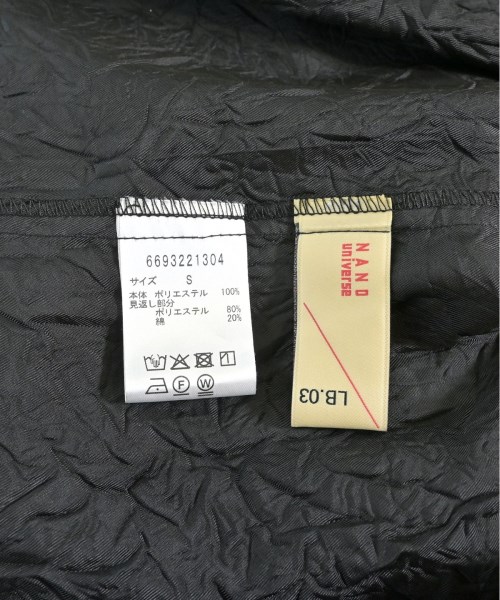 6693221304
サイズ S
本体 ポリエステル 100%
見返し部分
ポリエステル 80%
綿 20%
F W
NANO
universe
LB.03